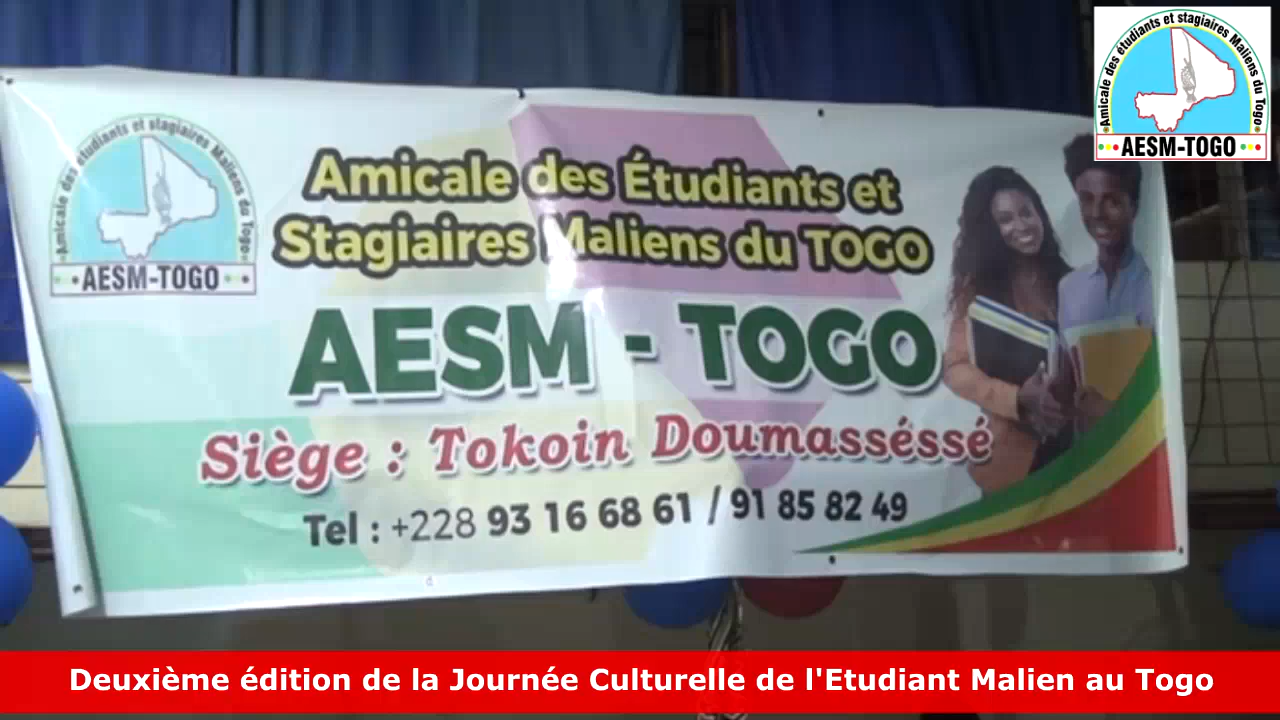 Amicale des étudiants et stagiaires Maliens du Togo
AESM-TOGO
Amicale des étudiants et stagiaires Maliens du Togo
AESM-TOGO
Amicale des Étudiants et
Stagiaires Maliens du TOGO
AESM - TOGO
Siège : Tokoin Doumasséssé
Tel : +228 93 16 68 61 / 91 85 82 49
Deuxième édition de la Journée Culturelle de l'Etudiant Malien au Togo